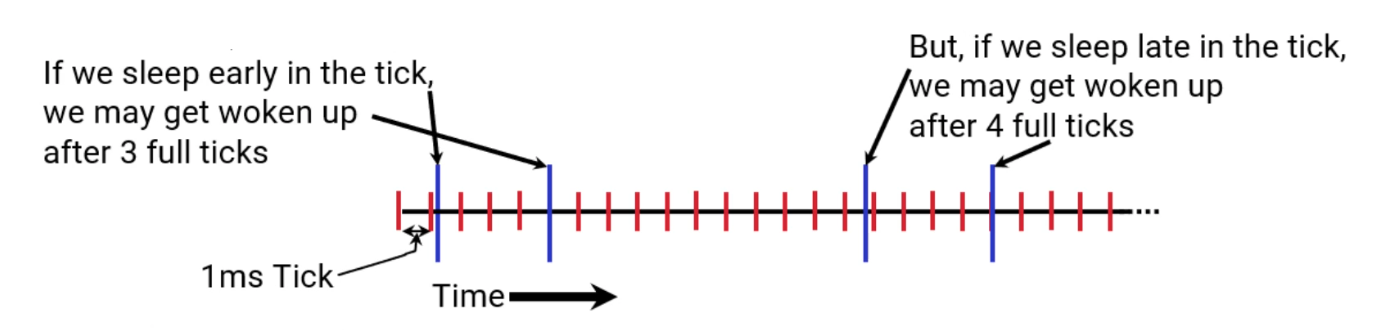 If we sleep early in the tick,
we may get woken up
after 3 full ticks
But, if we sleep late in the tick,
we may get woken up
after 4 full ticks
1ms Tick
Time